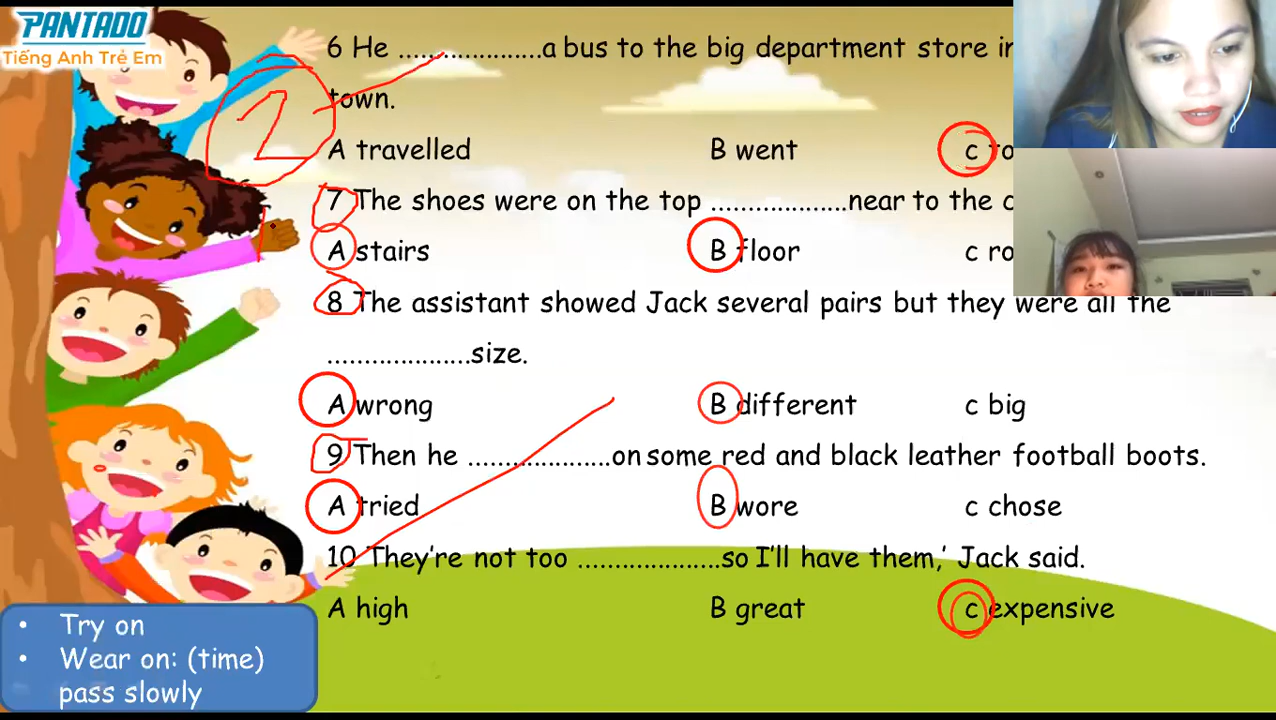 PANTADO
Tiếng Anh Trẻ Em
6 He ...................a bus to the big department store in
town.
A travelled B went c to
2
7 The shoes were on the top ..................near to the c
A stairs B floor c ro
8 The assistant showed Jack several pairs but they were all the
...................size.
A wrong B different c big
9 Then he ...................on some red and black leather football boots.
A tried B wore c chose
10 They're not too ...................so I'll have them,' Jack said.
A high B great c expensive
• Try on
• Wear on: (time)
pass slowly